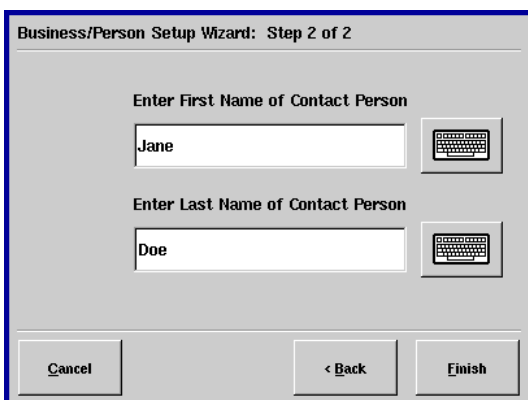 Business/Person Setup Wizard: Step 2 of 2
Enter First Name of Contact Person
Jane
Enter Last Name of Contact Person
Doe
Cancel
< Back
Finish